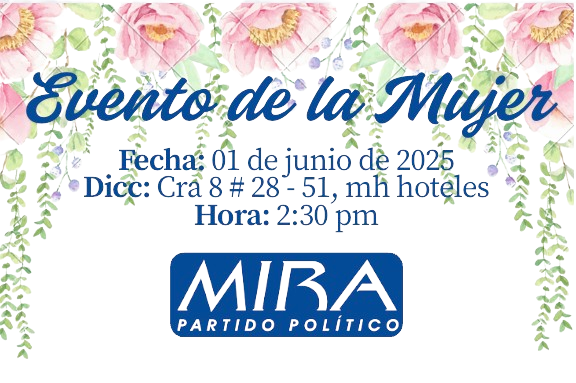 Evento de la Mujer
Fecha: 01 de junio de 2025
Dicc: Cra 8 # 28 - 51, mh hoteles
Hora: 2:30 pm
MIRA
PARTIDO POLÍTICO